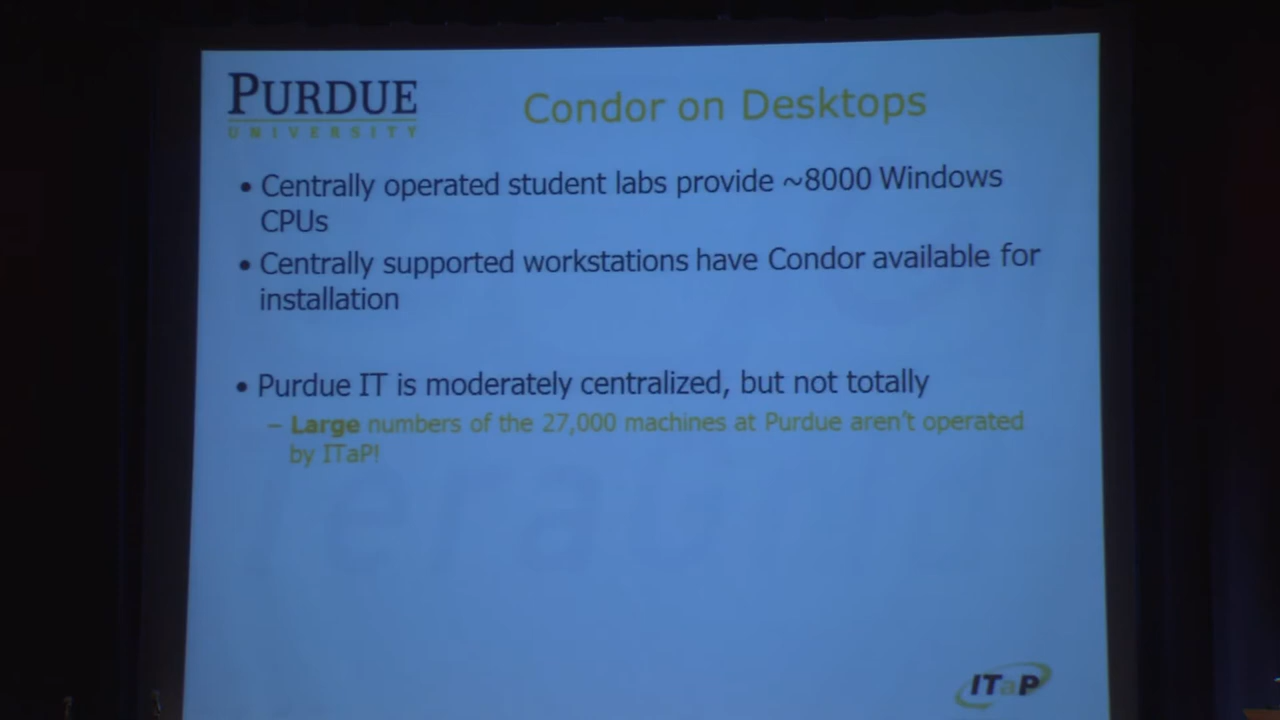 PURDUE
UNIVERSITY
Condor on Desktops
• Centrally operated student labs provide ~8000 Windows
CPUs
• Centrally supported workstations have Condor available for
installation
• Purdue IT is moderately centralized, but not totally
– Large numbers of the 27,000 machines at Purdue aren't operated
by ITaP!
TeraGrid
ITaP